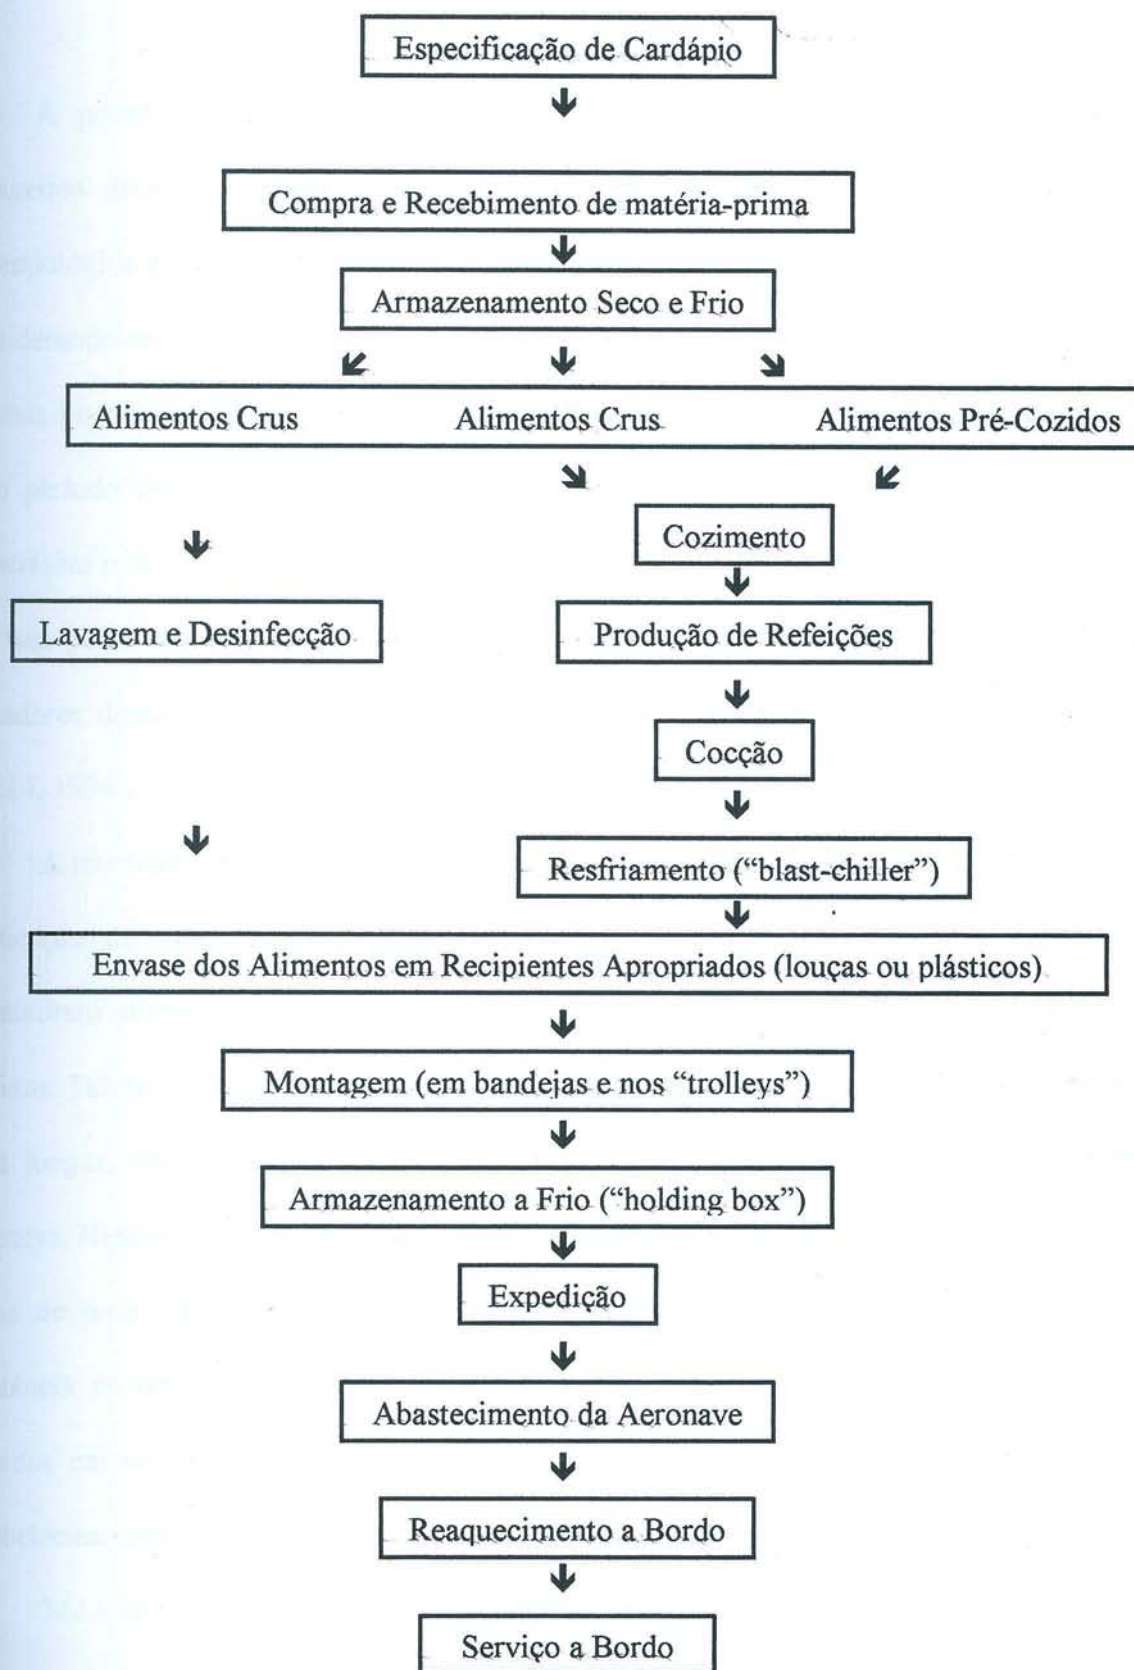 Especificação de Cardápio
Compra e Recebimento de matéria-prima
Armazenamento Seco e Frio
Alimentos Crus Alimentos Crus Alimentos Pré-Cozidos
Cozimento
Lavagem e Desinfecção Produção de Refeições
Cocção
Resfriamento (“blast-chiller”)
Envase dos Alimentos em Recipientes Apropriados (louças ou plásticos)
Montagem (em bandejas e nos “trolleys”)
Armazenamento a Frio (“holding box”)
Expedição
Abastecimento da Aeronave
Reaquecimento a Bordo
Serviço a Bordo